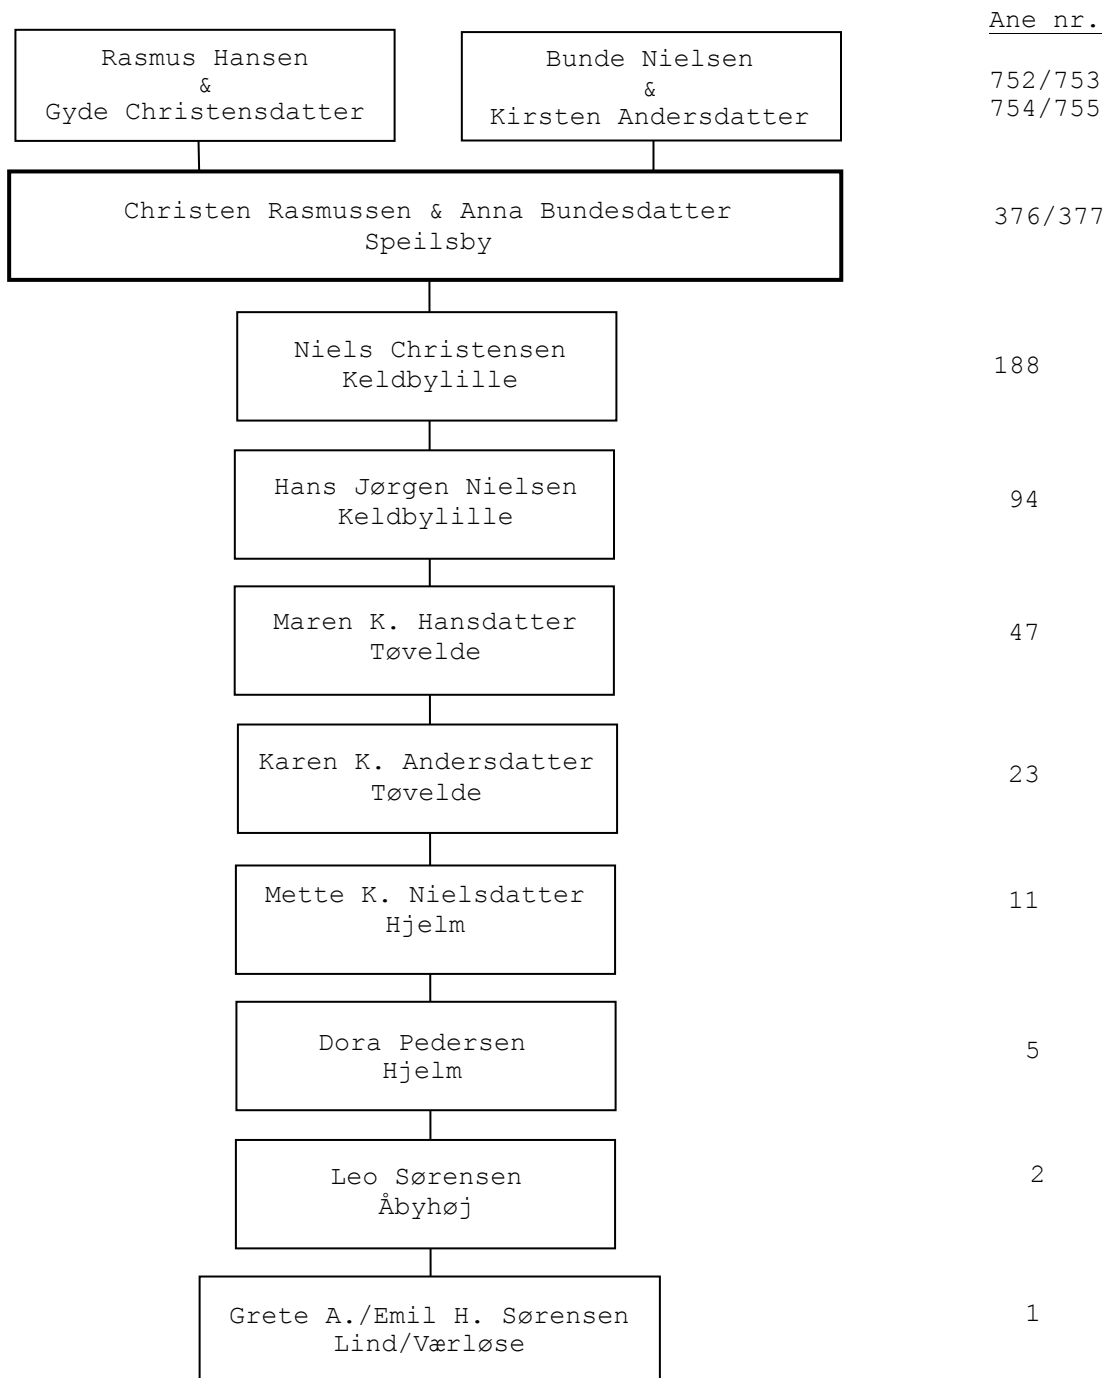 Ane nr.
Rasmus Hansen
&
Gyde Christensdatter
Bunde Nielsen
&
Kirsten Andersdatter
752/753
754/755
Christen Rasmussen & Anna Bundesdatter
Speilsby
376/377
Niels Christensen
Keldbylille
188
Hans Jørgen Nielsen
Keldbylille
94
Maren K. Hansdatter
Tøvelde
47
Karen K. Andersdatter
Tøvelde
23
Mette K. Nielsdatter
Hjelm
11
Dora Pedersen
Hjelm
5
Leo Sørensen
Åbyhøj
2
Grete A./Emil H. Sørensen
Lind/Værløse
1